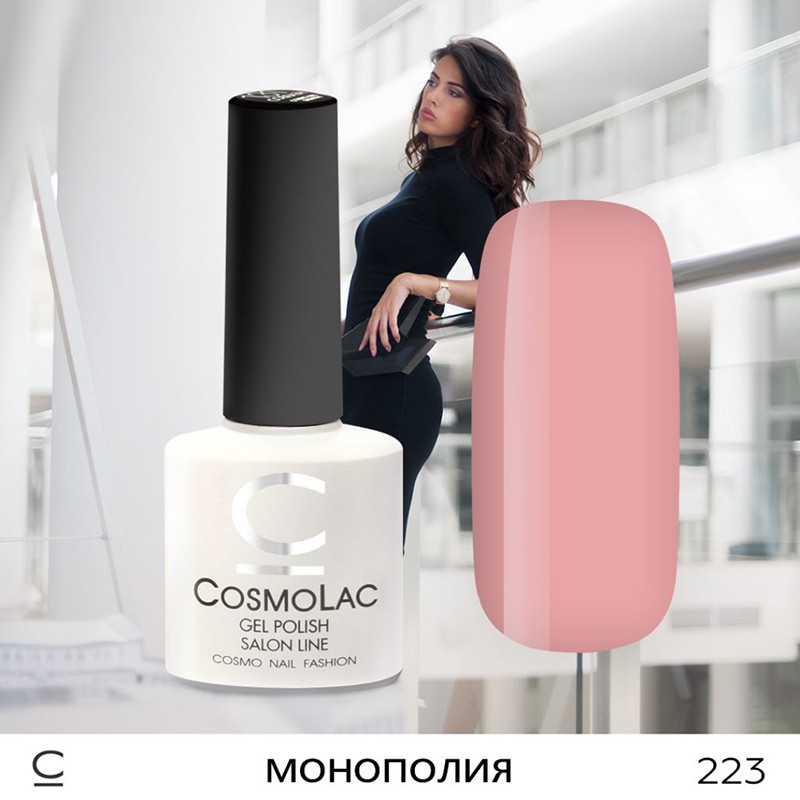 COSMOLAC
GEL POLISH
SALON LINE
COSMO NAIL FASHION
МОНОПОЛИЯ
223